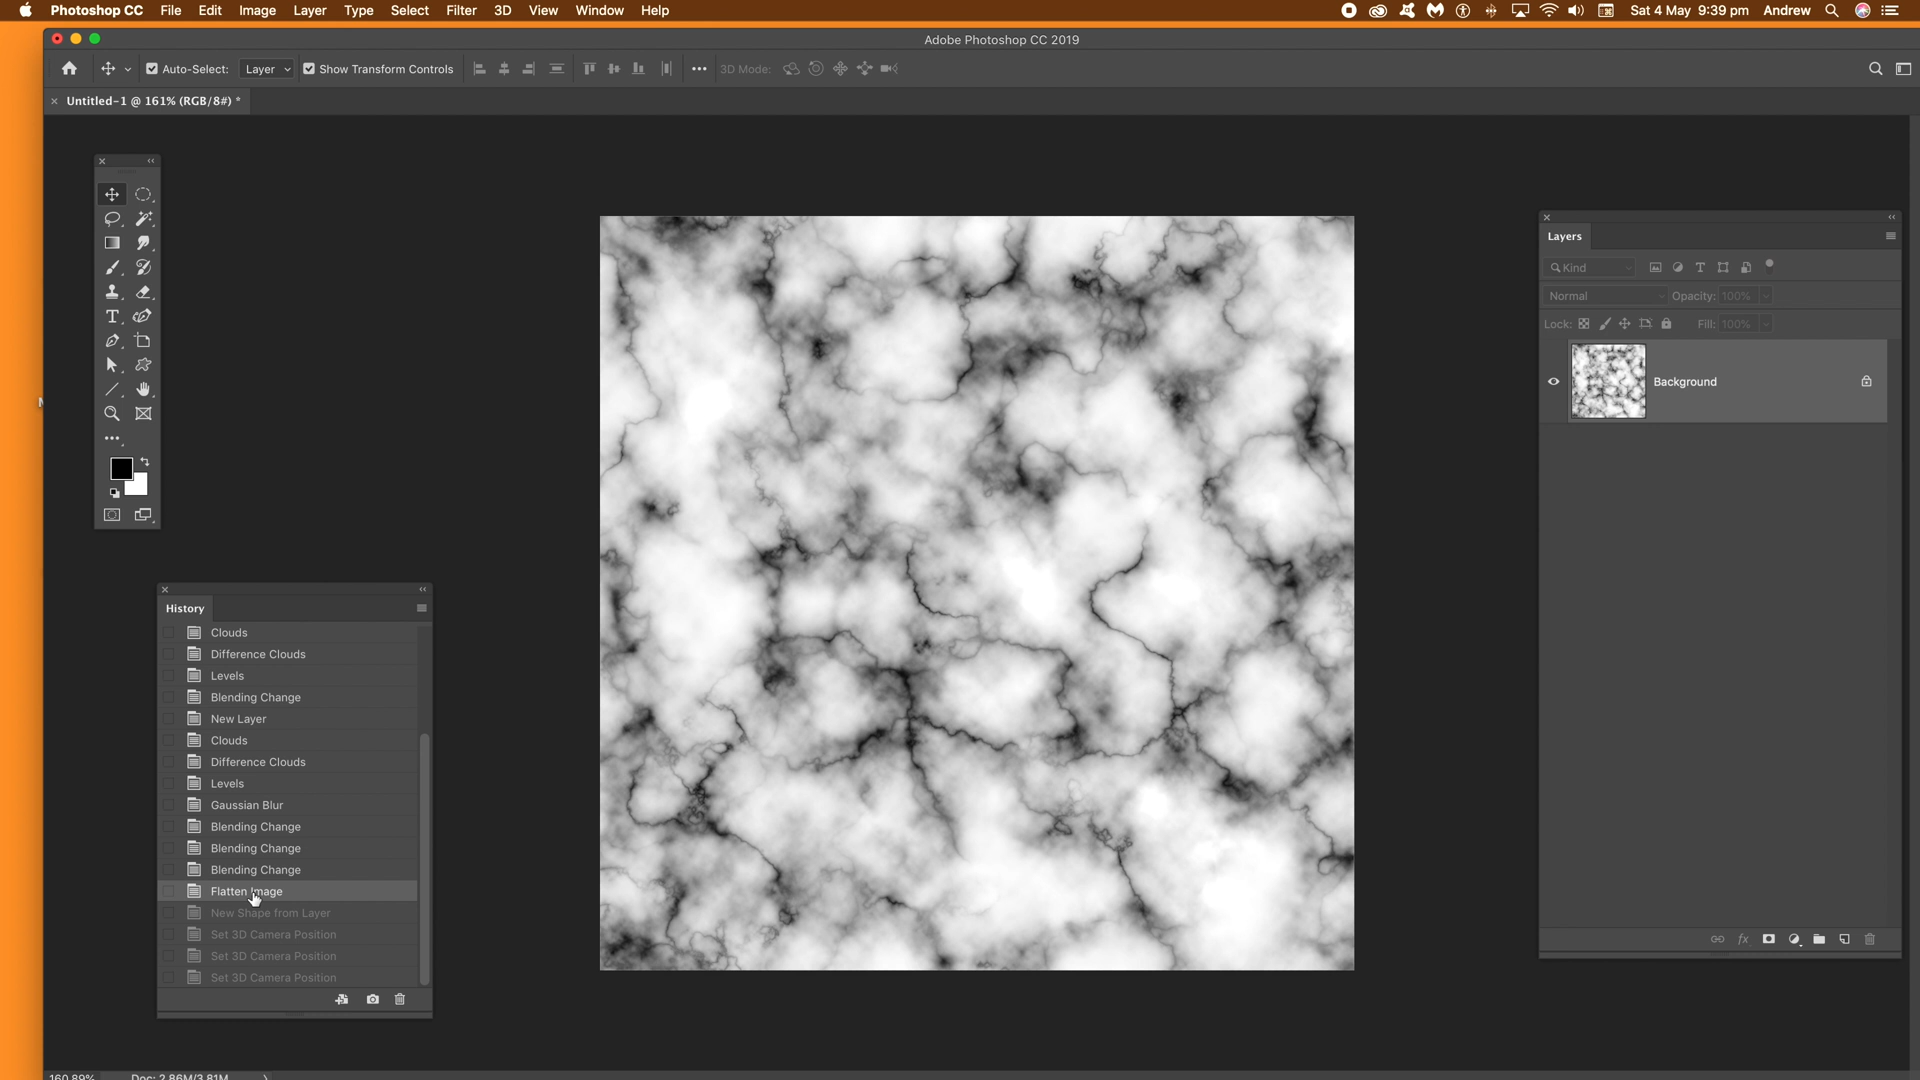 Photoshop CC File Edit Image Layer Type Select Filter 3D View Window Help Sat 4 May 9:39 pm Andrew
Adobe Photoshop CC 2019
Auto-Select: Layer Show Transform Controls 3D Mode:
Untitled-1 @ 161% (RGB/8#) *
Layers
Kind
Normal Opacity: 100%
Lock: Fill: 100%
Background
History
Clouds
Difference Clouds
Levels
Blending Change
New Layer
Clouds
Difference Clouds
Levels
Gaussian Blur
Blending Change
Blending Change
Blending Change
Flatten Image
New Shape from Layer
Set 3D Camera Position
Set 3D Camera Position
Set 3D Camera Position
160.89% Doc: 2.86M/3.81M